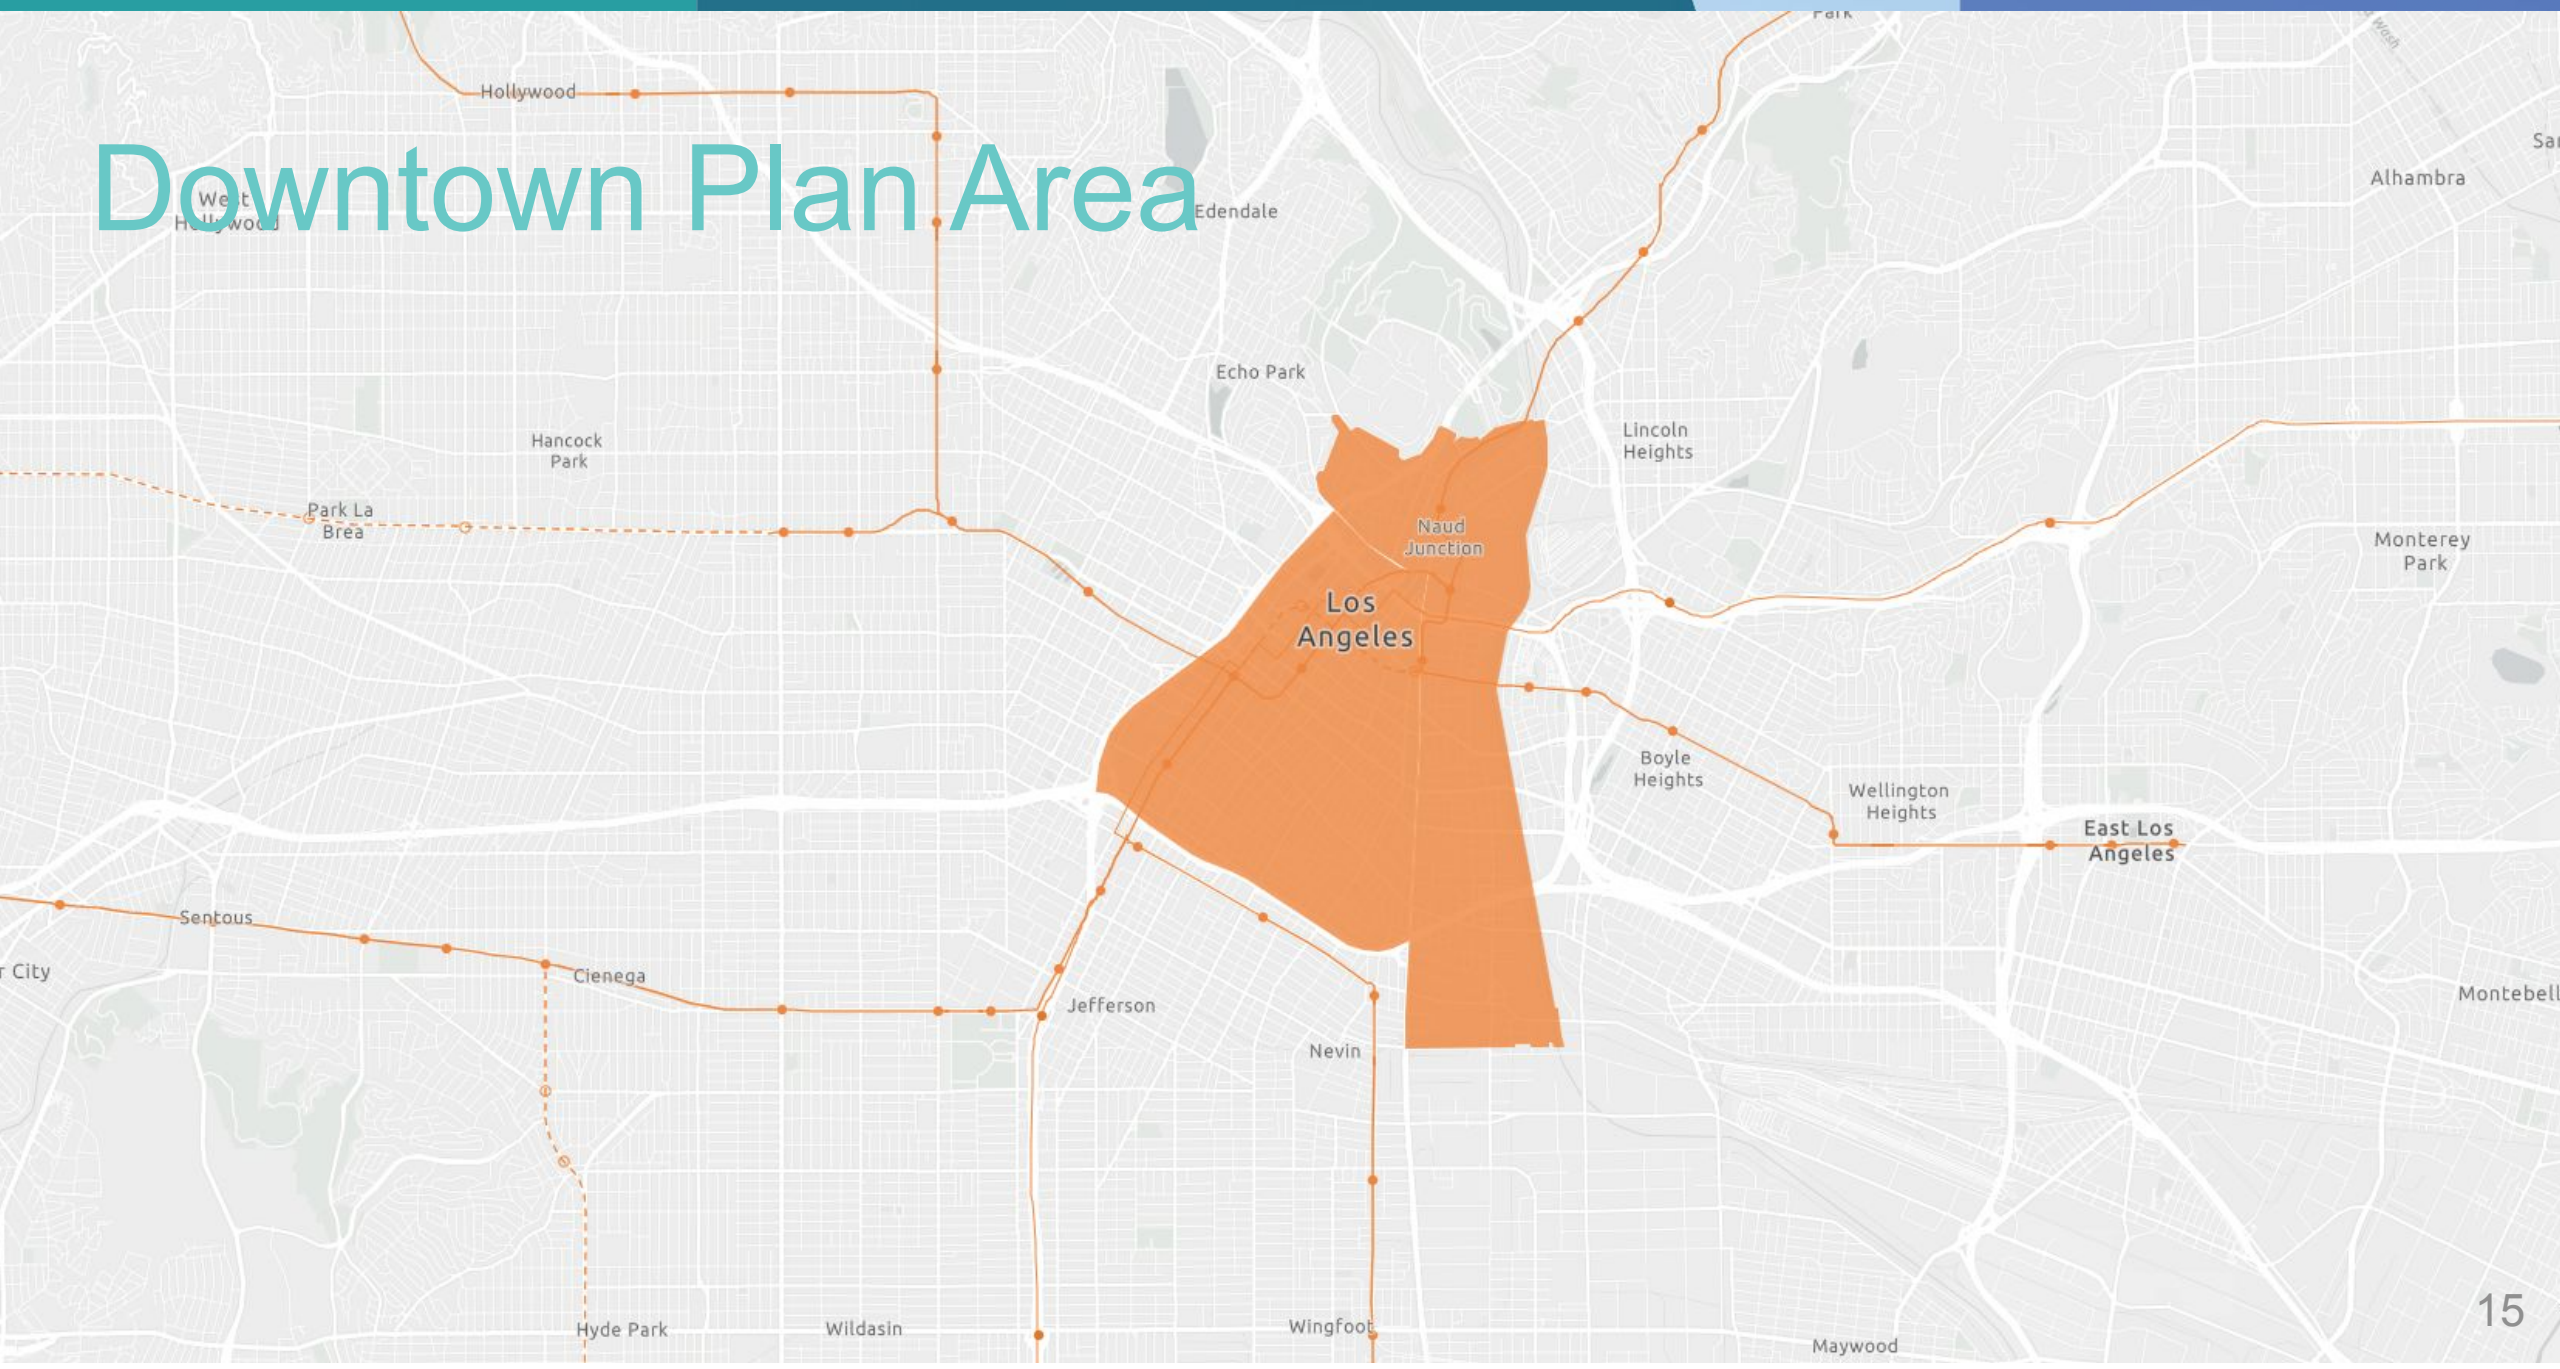 Park
Wash
Hollywood
Downtown Plan Area
West
Hollywood
Edendale
Alhambra
Echo Park
Lincoln
Heights
Hancock
Park
Park La
Brea
Naud
Junction
Monterey
Park
Los
Angeles
Boyle
Heights
Wellington
Heights
East Los
Angeles
Sentous
City
Cienega
Jefferson
Montebell
Nevin
Hyde Park
Wildasin
Wingfoot
Maywood
15